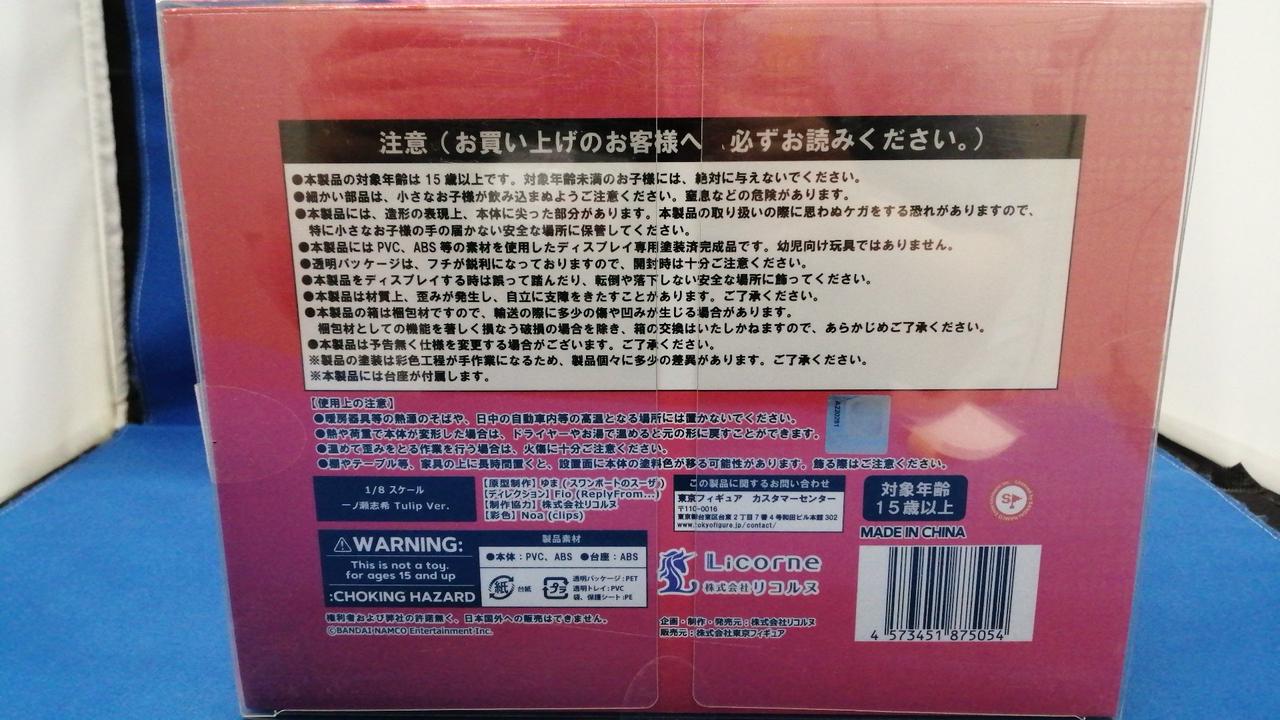 注意（お買い上げのお客様へ 必ずお読みください。）
●本製品の対象年齢は15歳以上です。対象年齢未満のお子様には、絶対に与えないでください。
●細かい部品は、小さなお子様が飲み込まぬようご注意ください。窒息などの危険があります。
●本製品には、造形の表現上、本体に尖った部分があります。本製品の取り扱いの際に思わぬケガをする恐れがありますので、
特に小さなお子様の手の届かない安全な場所に保管してください。
●本製品にはPVC、ABS等の素材を使用したディスプレイ専用塗装済完成品です。幼児向け玩具ではありません。
●透明パッケージは、フチが鋭利になっておりますので、開封時は十分ご注意ください。
●本製品をディスプレイする時は誤って踏んだり、転倒や落下しない安全な場所に飾ってください。
●本製品は材質上、歪みが発生し、自立に支障をきたすことがあります。ご了承ください。
●本製品の箱は梱包材ですので、輸送の際に多少の傷や凹みが生じる場合があります。
梱包材としての機能を著しく損なう破損の場合を除き、箱の交換はいたしかねますので、あらかじめご了承ください。
●本製品は予告無く仕様を変更する場合がございます。ご了承ください。
※製品の塗装は彩色工程が手作業になるため、製品個々に多少の差異があります。ご了承ください。
※本製品には台座が付属します。
【使用上の注意】
●暖房器具等の熱源のそばや、日中の自動車内等の高温となる場所には置かないでください。
●熱や荷重で本体が変形した場合は、ドライヤーやお湯で温めると元の形に戻すことができます。
●温めて歪みをとる作業を行う場合は、火傷に十分ご注意ください。
●棚やテーブル等、家具の上に長時間置くと、設置面に本体の塗料色が移る可能性があります。飾る際はご注意ください。
A220281
1/8 スケール
一ノ瀬志希 Tulip Ver.
【原型制作】ゆま(スワンボートのスーザ)
【ディレクション】Fio (ReplyFrom...)
【制作協力】株式会社リコルヌ
【彩色】Noa(clips)
この製品に関するお問い合わせ
東京フィギュア カスタマーセンター
〒110-0016
東京都台東区台東2丁目7番4号和田ビル本館302
www.tokyofigure.jp/contact/
対象年齢
15歳以上
MADE IN CHINA
⚠WARNING:
This is not a toy.
for ages 15 and up
:CHOKING HAZARD
製品素材
●本体：PVC、ABS ●台座：ABS
紙 台紙
プラ
透明パッケージ：PET
透明トレイ：PVC
袋、保護シート：PE
Licorne
株式会社リコルヌ
権利者および弊社の許諾無く、日本国外への販売はできません。
©BANDAI NAMCO Entertainment Inc.
企画・制作・発売元：株式会社リコルヌ
販売元：株式会社東京フィギュア
4 573451 875054